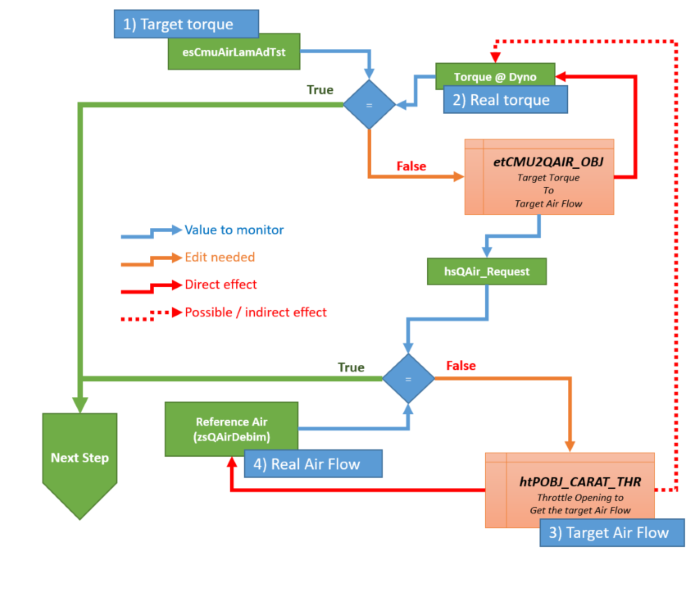 1) Target torque
esCmuAirLamAdTst
True
=
Torque @ Dyno
2) Real torque
False
etCMU2QAIR_OBJ
Target Torque
To
Target Air Flow
Value to monitor
Edit needed
Direct effect
Possible / indirect effect
hsQAir_Request
True
=
False
Reference Air
(zsQAirDebim)
4) Real Air Flow
Next Step
htPOBJ_CARAT_THR
Throttle Opening to
Get the target Air Flow
3) Target Air Flow